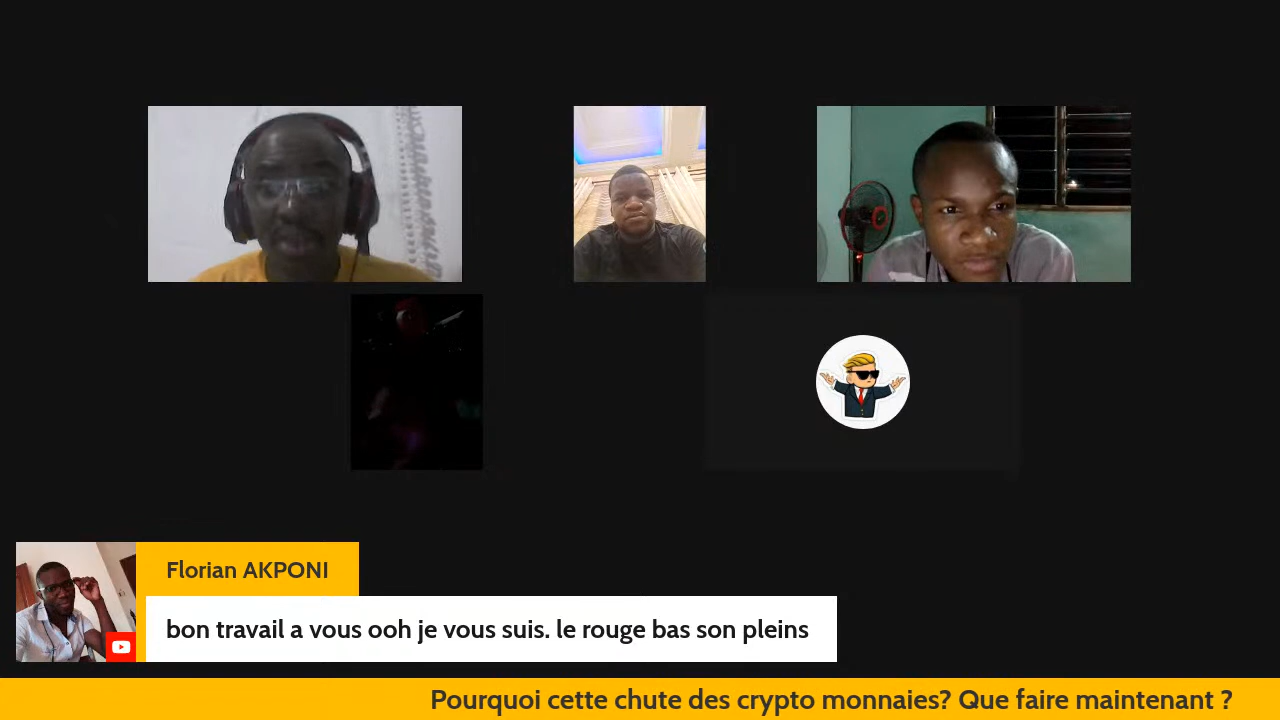 Florian AKPONI
bon travail a vous ooh je vous suis. le rouge bas son pleins
Pourquoi cette chute des crypto monnaies? Que faire maintenant ?